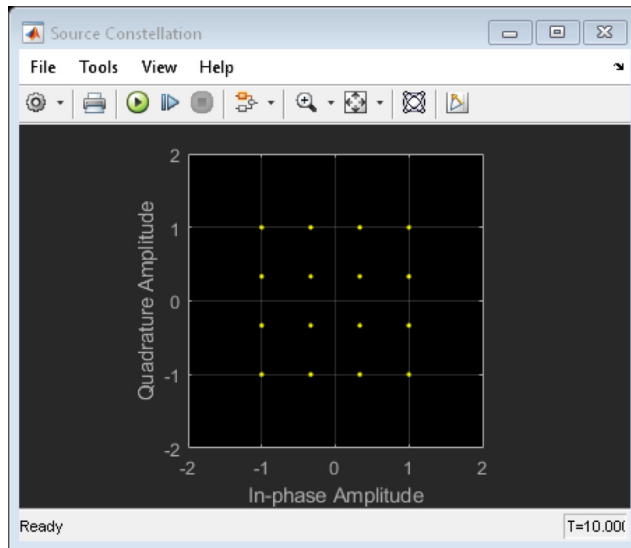 Source Constellation
File Tools View Help
2
1
0
-1
-2
Quadrature Amplitude
-2 -1 0 1 2
In-phase Amplitude
Ready T=10.00